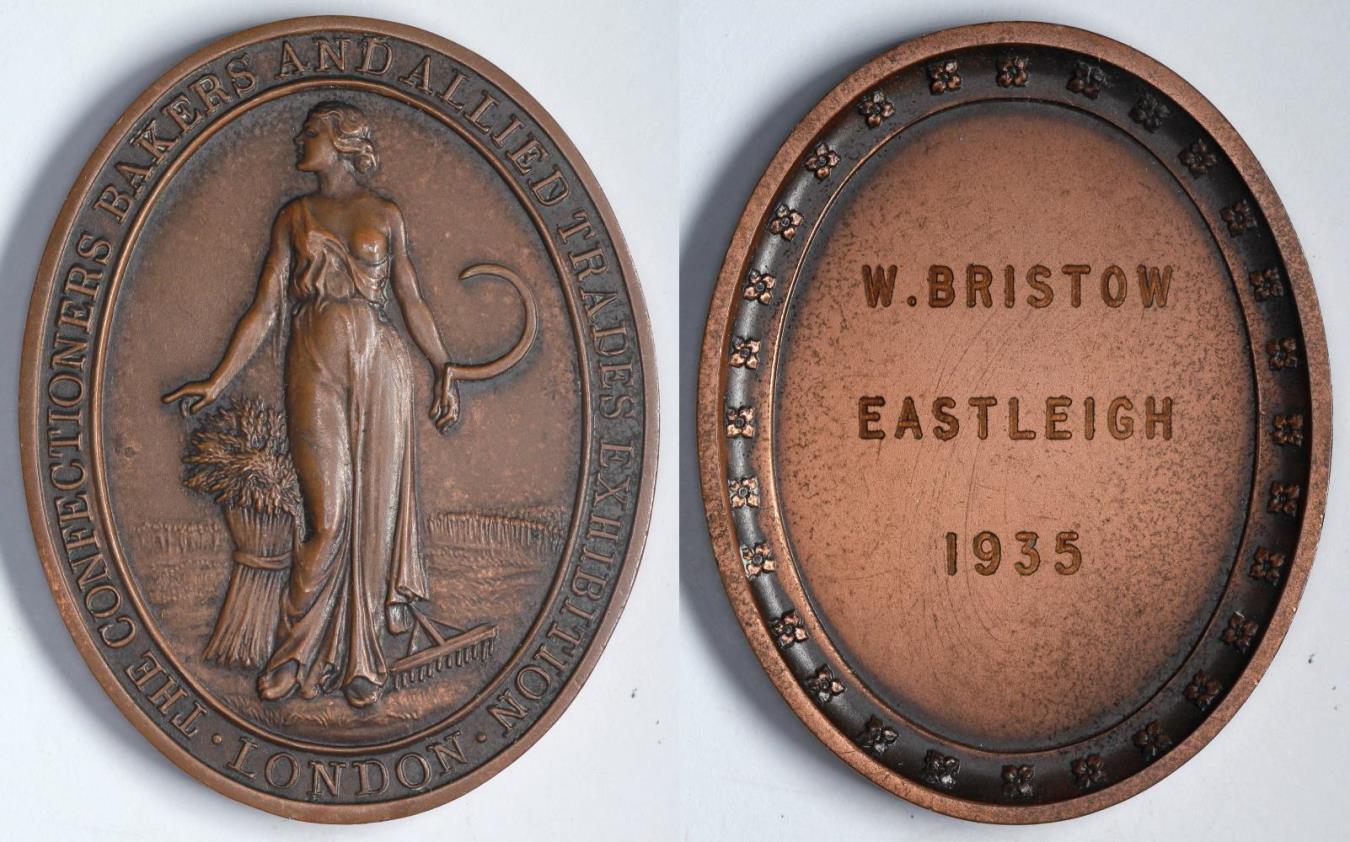 THE CONFECTIONERS BAKERS AND ALLIED TRADES EXHIBITION
· LONDON ·
W. BRISTOW
EASTLEIGH
1935